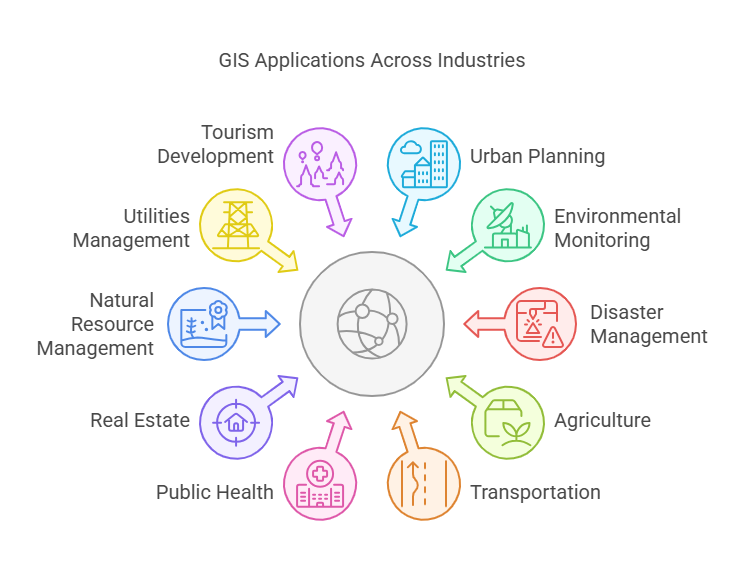 GIS Applications Across Industries
Tourism
Development
Urban Planning
Utilities
Management
Environmental
Monitoring
Natural
Resource
Management
Disaster
Management
Real Estate
Agriculture
Public Health
Transportation